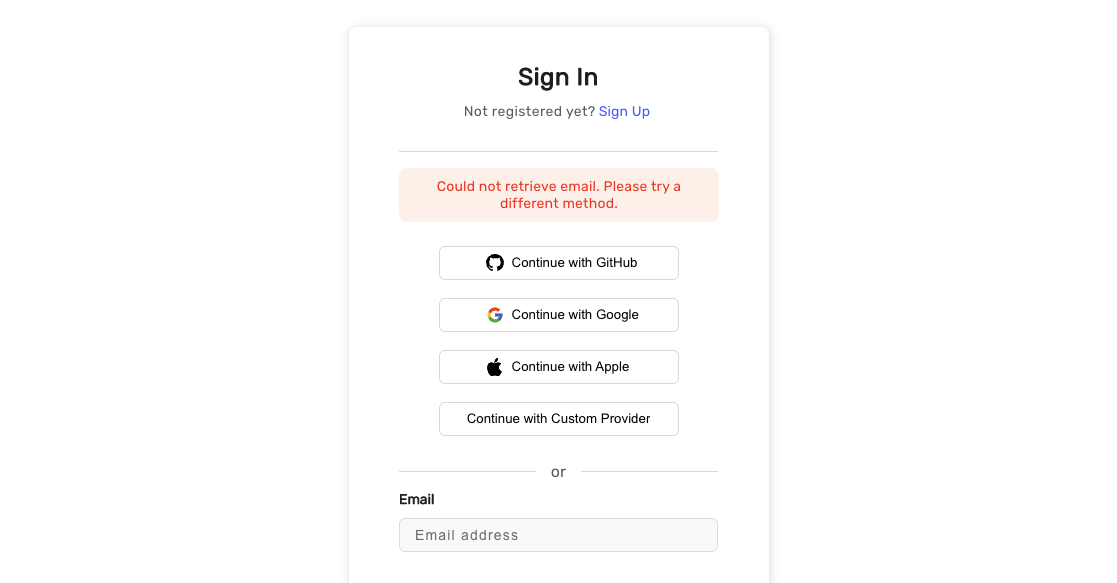 Sign In
Not registered yet? Sign Up
Could not retrieve email. Please try a
different method.
Continue with GitHub
Continue with Google
Continue with Apple
Continue with Custom Provider
or
Email
Email address